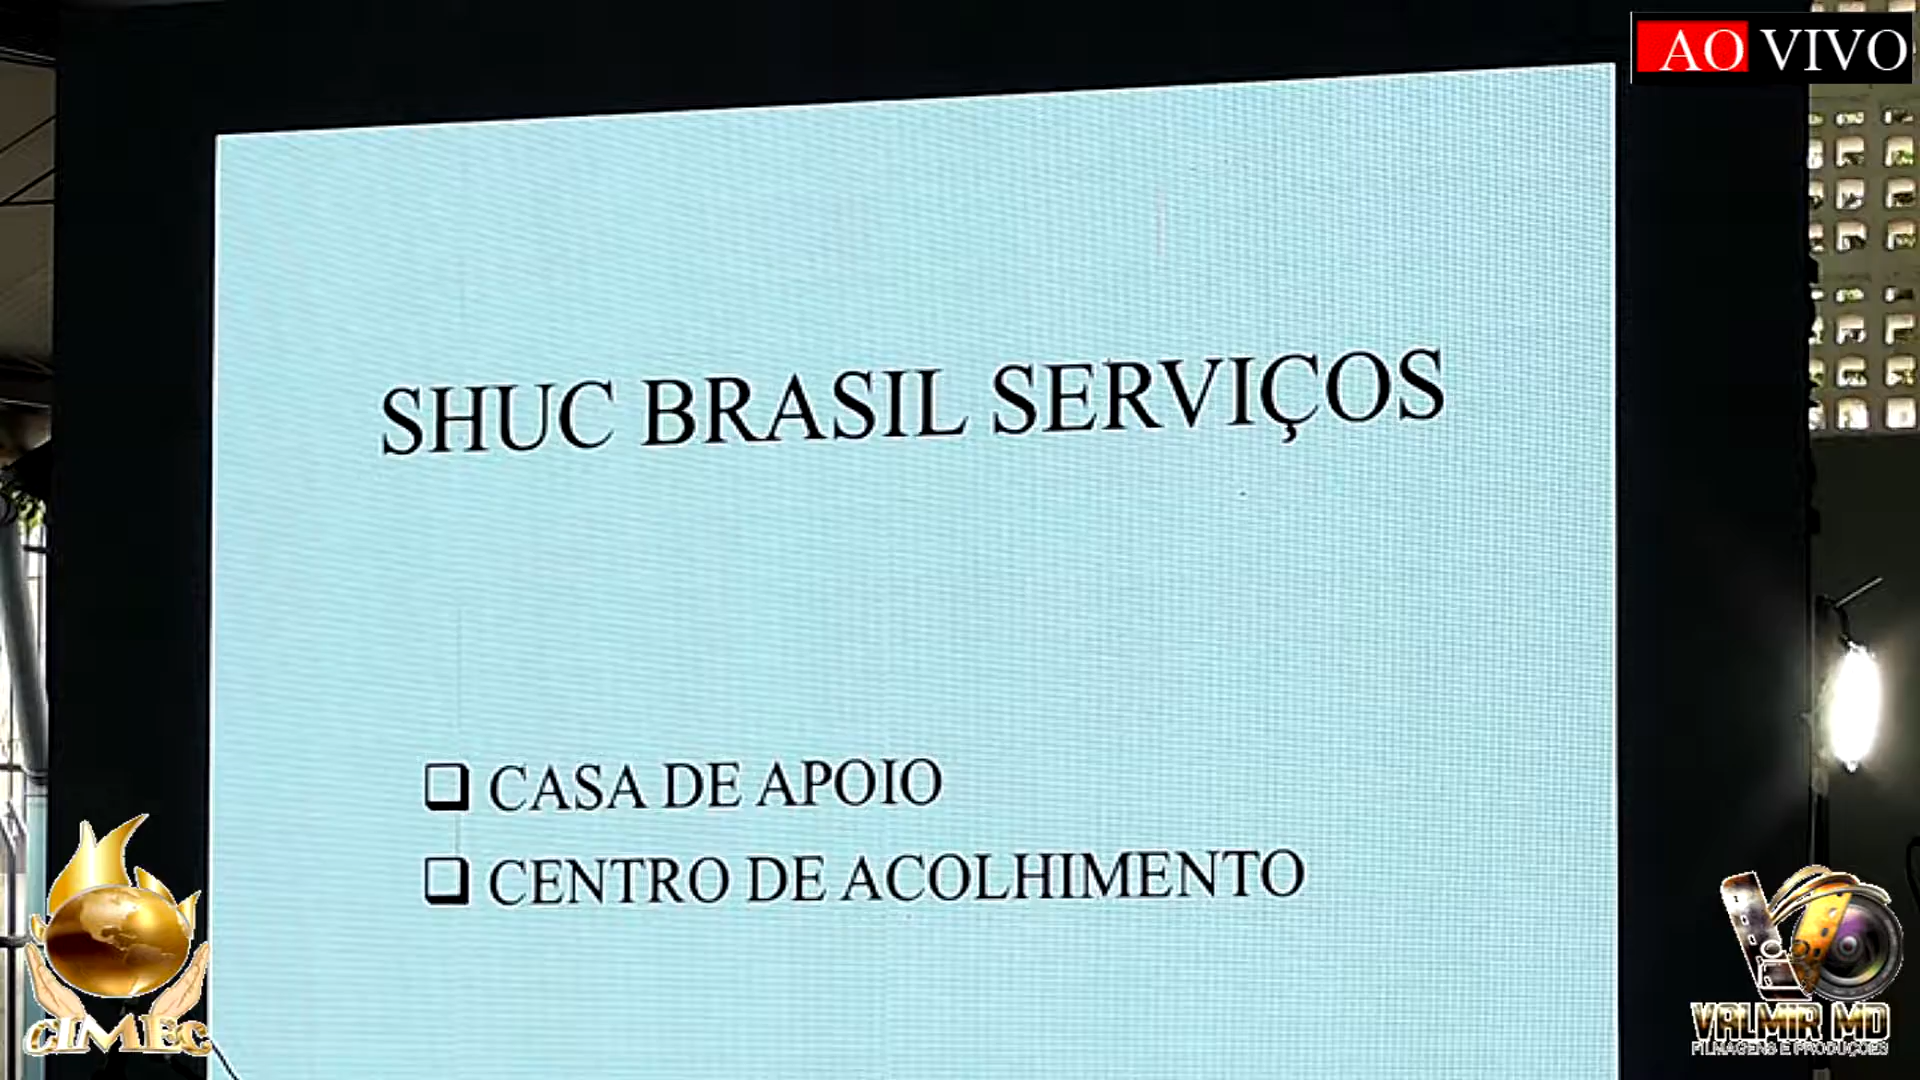 AO VIVO
SHUC BRASIL SERVIÇOS
❑ CASA DE APOIO
❑ CENTRO DE ACOLHIMENTO
CIMEC
VALMIR MD
FILMAGENS E PRODUÇÕES